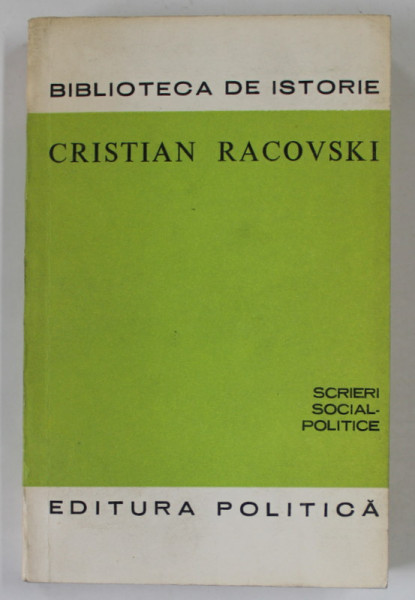 BIBLIOTECA DE ISTORIE
CRISTIAN RACOVSKI
SCRIERI
SOCIAL-
POLITICE
EDITURA POLITICĂ